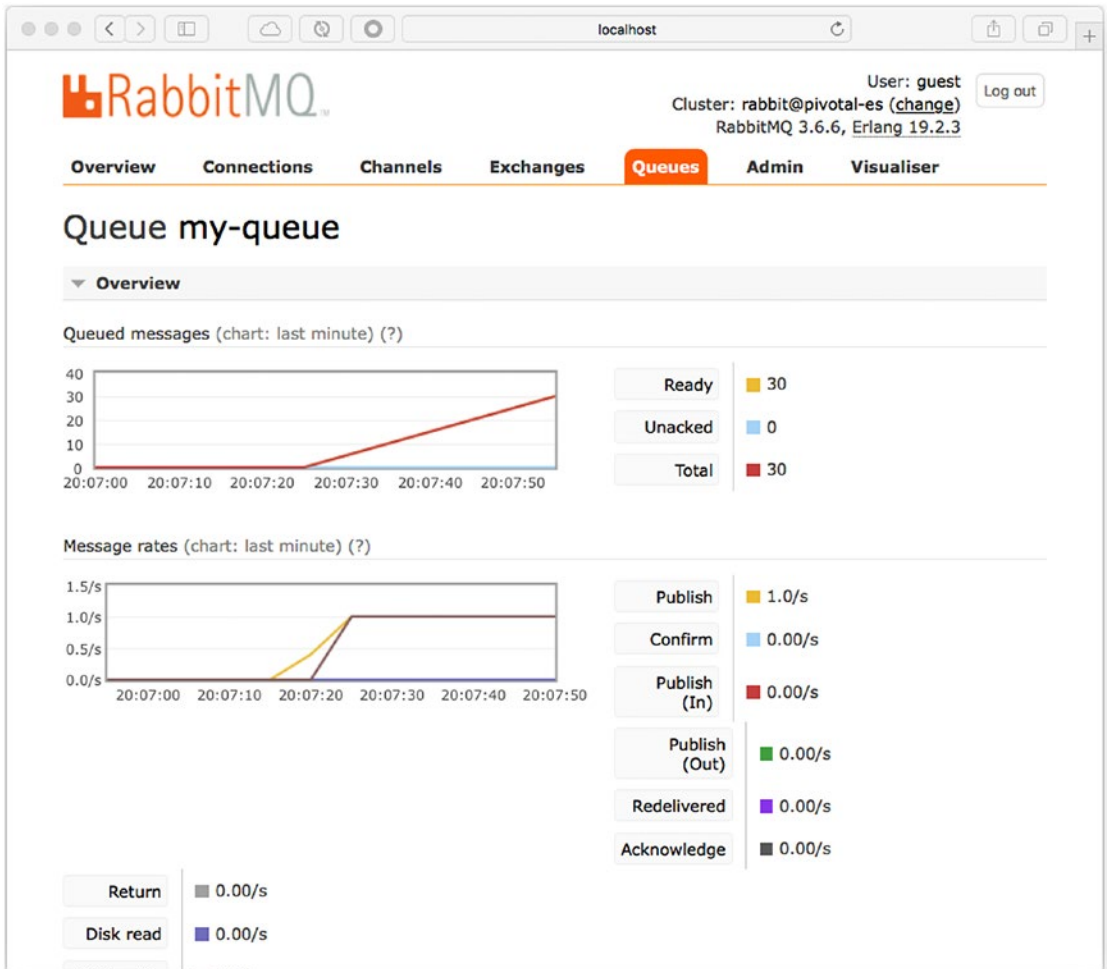 localhost
RabbitMQ™
User: guest
Log out
Cluster: rabbit@pivotal-es (change)
RabbitMQ 3.6.6, Erlang 19.2.3
Overview Connections Channels Exchanges Queues Admin Visualiser
Queue my-queue
Overview
Queued messages (chart: last minute) (?)
40
30
20
10
0
20:07:00 20:07:10 20:07:20 20:07:30 20:07:40 20:07:50
Ready 30
Unacked 0
Total 30
Message rates (chart: last minute) (?)
1.5/s
1.0/s
0.5/s
0.0/s
20:07:00 20:07:10 20:07:20 20:07:30 20:07:40 20:07:50
Publish 1.0/s
Confirm 0.00/s
Publish
(In) 0.00/s
Publish
(Out) 0.00/s
Redelivered 0.00/s
Acknowledge 0.00/s
Return 0.00/s
Disk read 0.00/s